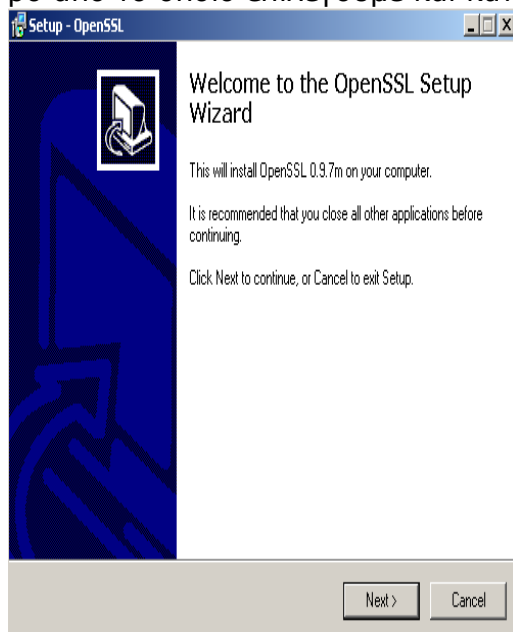 Setup - OpenSSL
Welcome to the OpenSSL Setup
Wizard
This will install OpenSSL 0.9.7m on your computer.
It is recommended that you close all other applications before
continuing.
Click Next to continue, or Cancel to exit Setup.
Next >
Cancel